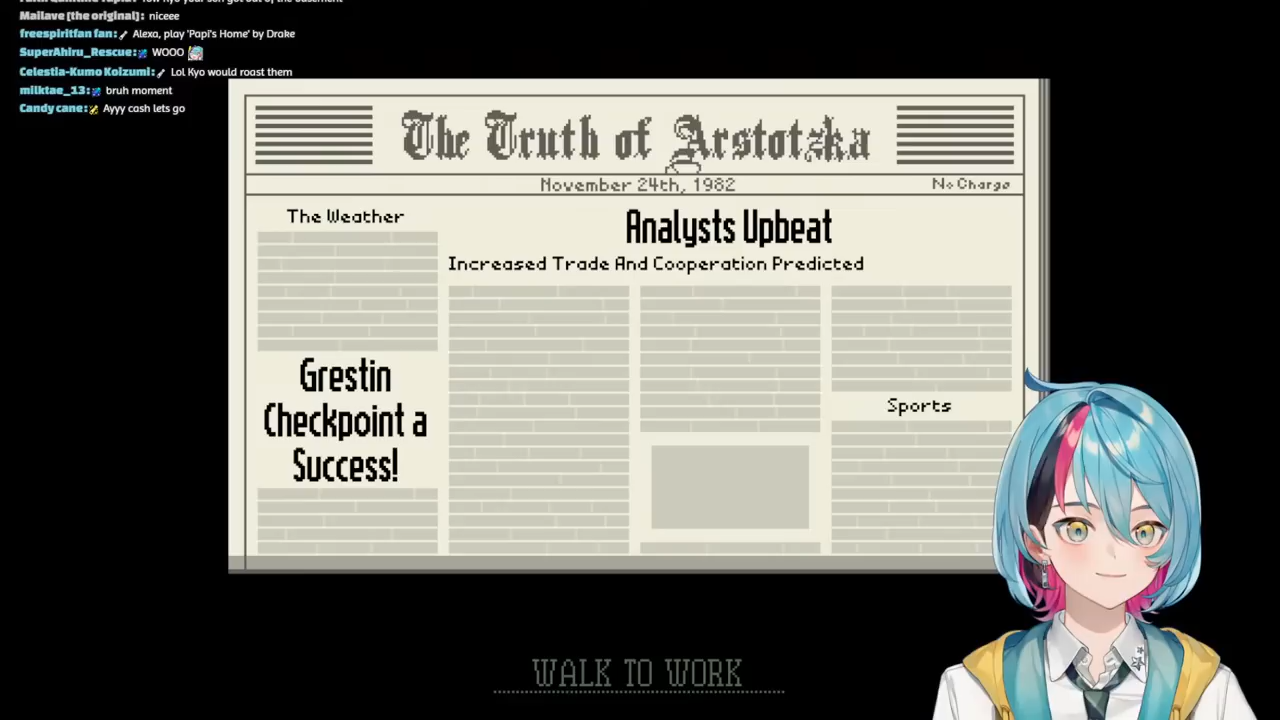 Mailave [the original]: niceee
freespiritfan fan: Alexa, play 'Papi's Home' by Drake
SuperAhiru_Rescue: WOOO
Celestia-Kumo Koizumi: Lol Kyo would roast them
milktae_13: bruh moment
Candy cane: Ayyy cash lets go
The Truth of Arstotzka
November 24th, 1982
No Charge
The Weather
Analysts Upbeat
Increased Trade And Cooperation Predicted
Grestin
Checkpoint a
Success!
Sports
WALK TO WORK